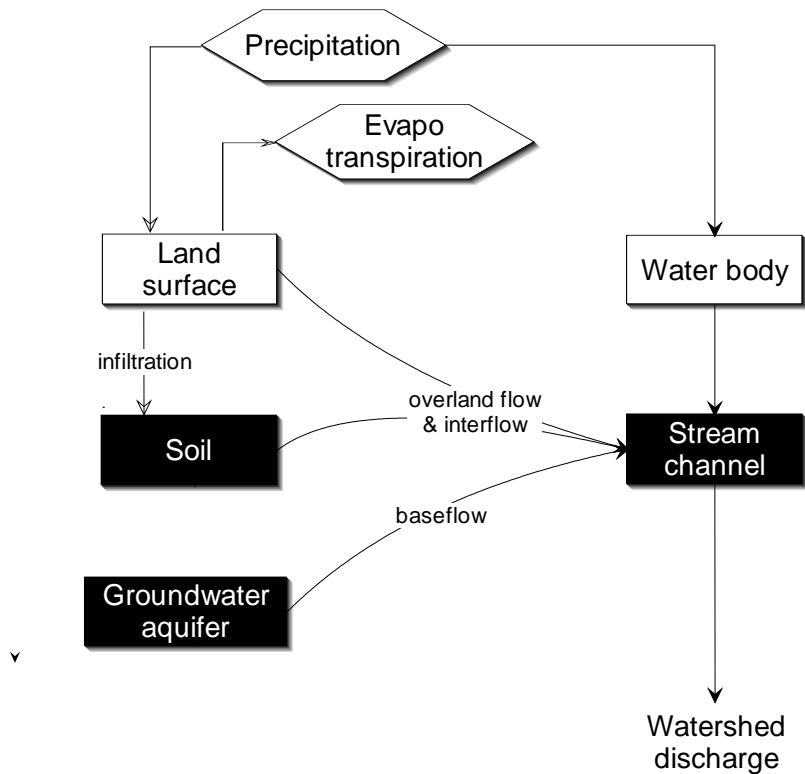 Precipitation
Evapo
transpiration
Land
surface
Water body
infiltration
overland flow
& interflow
Soil
Stream
channel
baseflow
Groundwater
aquifer
Watershed
discharge